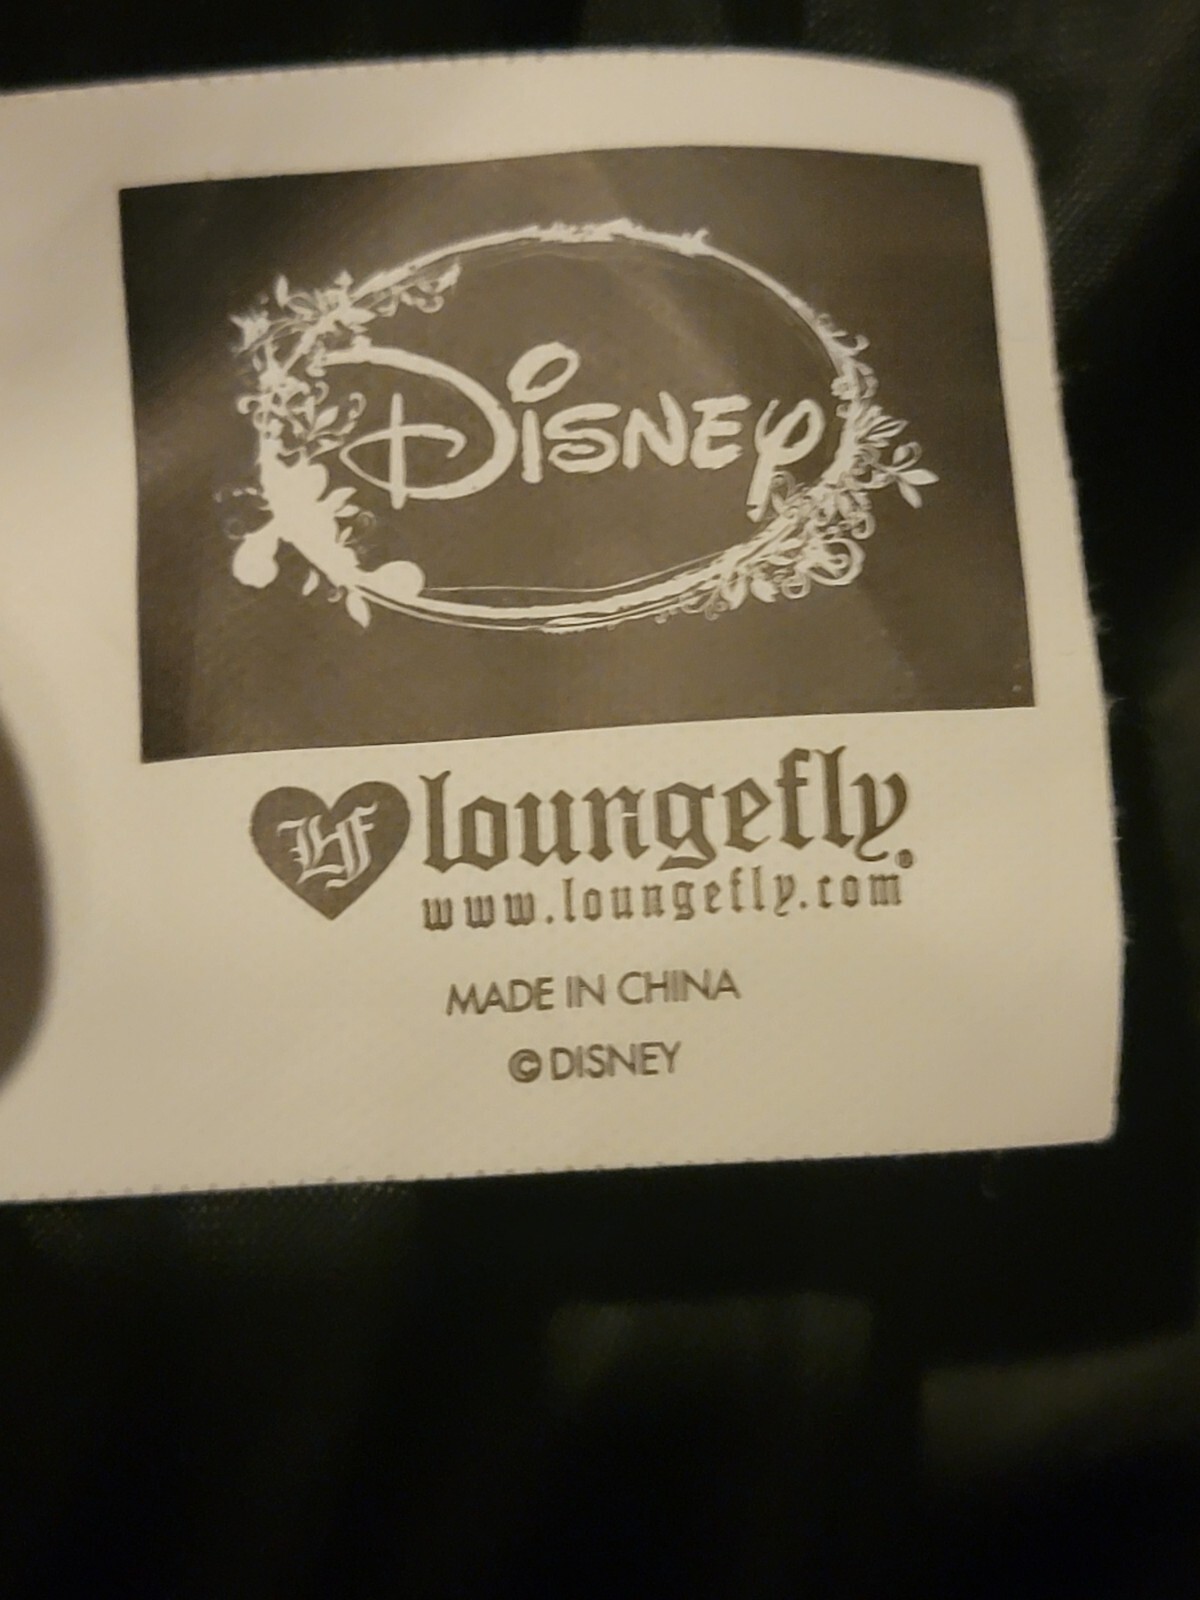 Disney
LF loungefly®
www.loungefly.com
MADE IN CHINA
© DISNEY